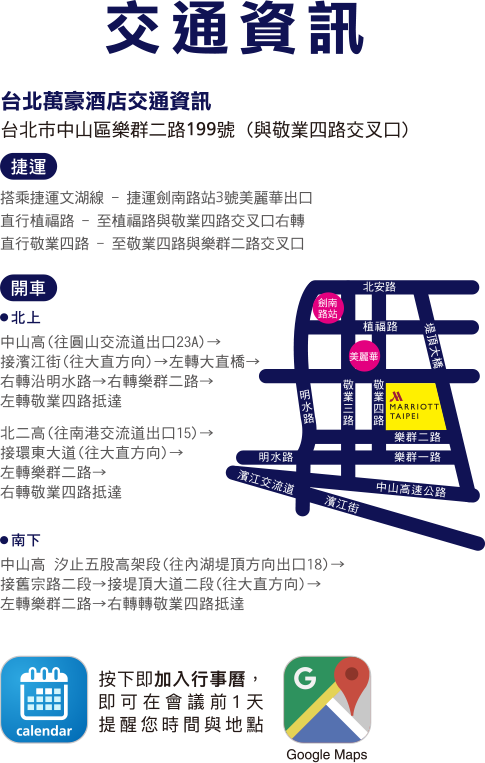 交通資訊
台北萬豪酒店交通資訊
台北市中山區樂群二路199號（與敬業四路交叉口）
捷運
搭乘捷運文湖線 － 捷運劍南路站3號美麗華出口
直行植福路 － 至植福路與敬業四路交叉口右轉
直行敬業四路 － 至敬業四路與樂群二路交叉口
開車
●北上
中山高(往圓山交流道出口23A)→
接濱江街(往大直方向)→左轉大直橋→
右轉沿明水路→右轉樂群二路→
左轉敬業四路抵達
北二高(往南港交流道出口15)→
接環東大道(往大直方向)→
左轉樂群二路→
右轉敬業四路抵達
北安路
劍南
路站
植福路
堤頂大橋
美麗華
明水路
敬業三路
敬業四路
MARRIOTT
TAIPEI
樂群二路
明水路
樂群一路
濱江交流道
中山高速公路
濱江街
●南下
中山高 汐止五股高架段(往內湖堤頂方向出口18)→
接舊宗路二段→接堤頂大道二段(往大直方向)→
左轉樂群二路→右轉轉敬業四路抵達
calendar
按下即加入行事曆，
即可在會議前1天
提醒您時間與地點
G
Google Maps